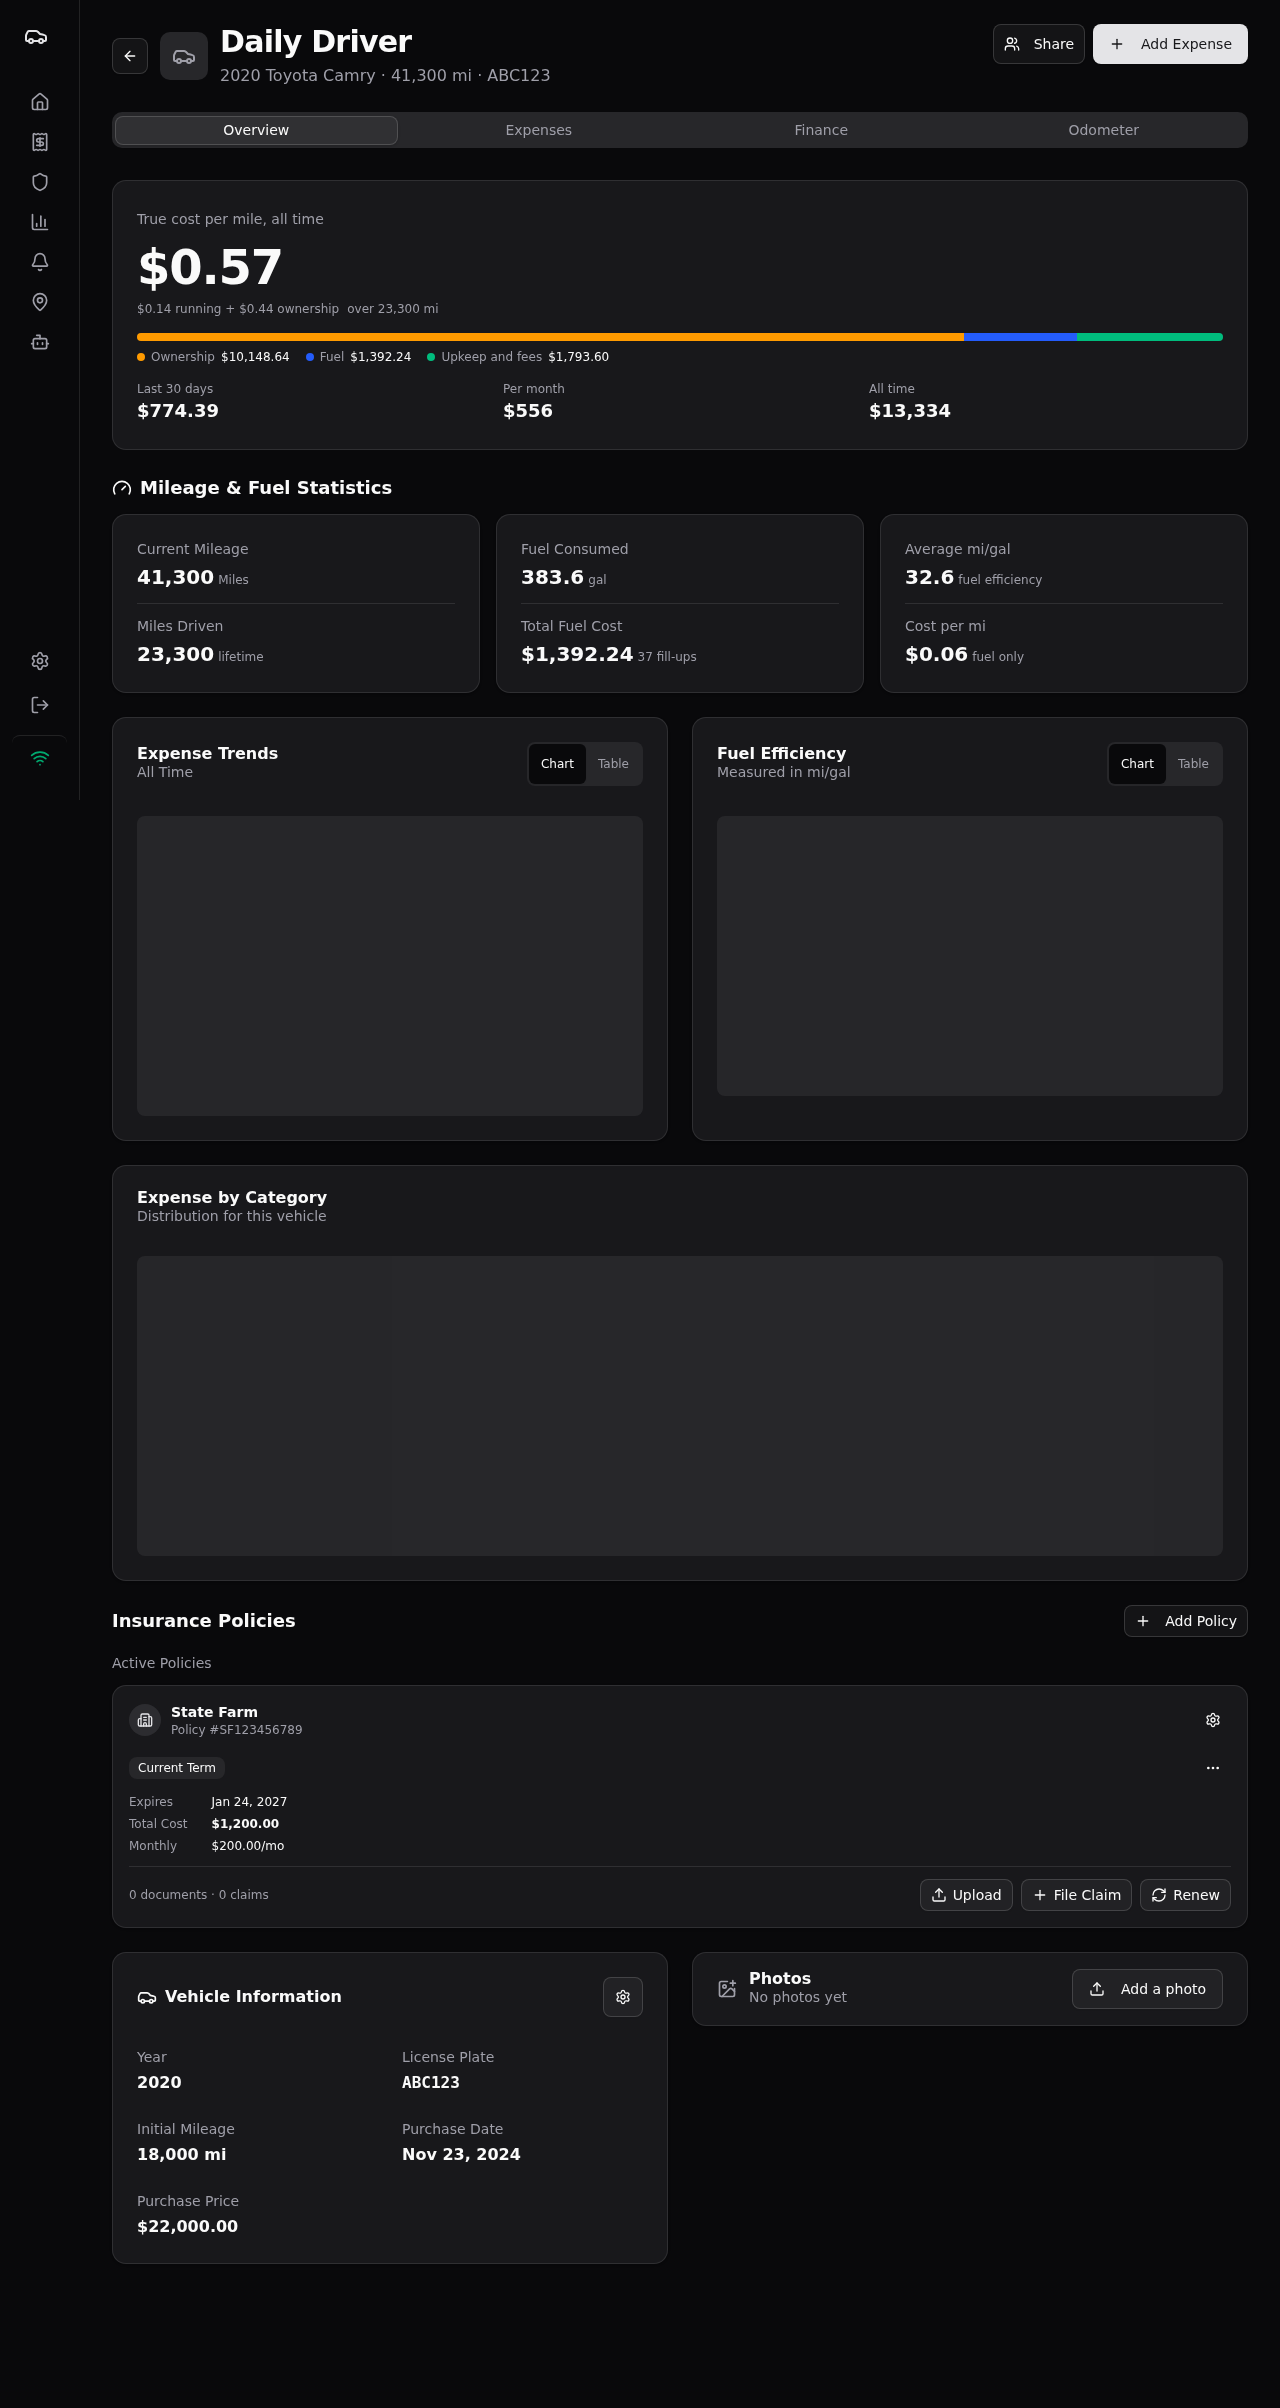 Daily Driver
2020 Toyota Camry · 41,300 mi · ABC123
Share
Add Expense
Overview
Expenses
Finance
Odometer
True cost per mile, all time
$0.57
$0.14 running + $0.44 ownership over 23,300 mi
Ownership $10,148.64 Fuel $1,392.24 Upkeep and fees $1,793.60
Last 30 days
$774.39
Per month
$556
All time
$13,334
Mileage & Fuel Statistics
Current Mileage
41,300 Miles
Miles Driven
23,300 lifetime
Fuel Consumed
383.6 gal
Total Fuel Cost
$1,392.24 37 fill-ups
Average mi/gal
32.6 fuel efficiency
Cost per mi
$0.06 fuel only
Expense Trends
All Time
Chart
Table
Fuel Efficiency
Measured in mi/gal
Chart
Table
Expense by Category
Distribution for this vehicle
Insurance Policies
Add Policy
Active Policies
State Farm
Policy #SF123456789
Current Term
Expires Jan 24, 2027
Total Cost $1,200.00
Monthly $200.00/mo
0 documents · 0 claims
Upload
File Claim
Renew
Vehicle Information
Year
2020
License Plate
ABC123
Initial Mileage
18,000 mi
Purchase Date
Nov 23, 2024
Purchase Price
$22,000.00
Photos
No photos yet
Add a photo